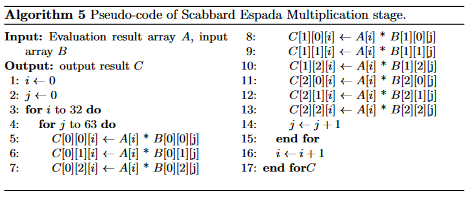 Algorithm 5 Pseudo-code of Scabbard Espada Multiplication stage.
Input: Evaluation result array A, input
array B
Output: output result C
1: i ← 0
2: j ← 0
3: for i to 32 do
4: for j to 63 do
5: C[0][0][i] ← A[i] * B[0][0][j]
6: C[0][1][i] ← A[i] * B[0][1][j]
7: C[0][2][i] ← A[i] * B[0][2][j]
8: C[1][0][i] ← A[i] * B[1][0][j]
9: C[1][1][i] ← A[i] * B[1][1][j]
10: C[1][2][i] ← A[i] * B[1][2][j]
11: C[2][0][i] ← A[i] * B[2][0][j]
12: C[2][1][i] ← A[i] * B[2][1][j]
13: C[2][2][i] ← A[i] * B[2][2][j]
14: j ← j + 1
15: end for
16: i ← i + 1
17: end forC